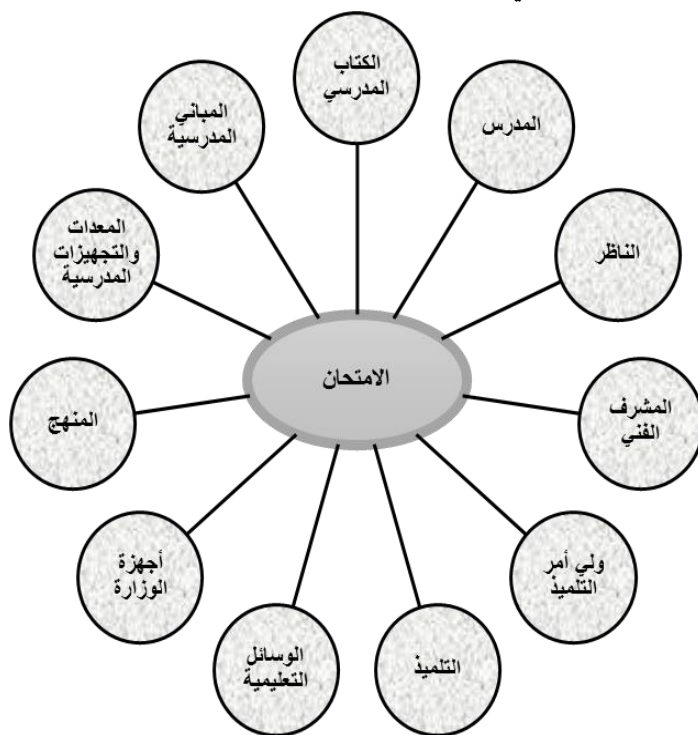 الكتاب
المدرسي
المدرس
الناظر
المشرف
الفني
ولي أمر
التلميذ
التلميذ
الوسائل
التعليمية
أجهزة
الوزارة
المنهج
المعدات
والتجهيزات
المدرسية
المباني
المدرسية
الامتحان